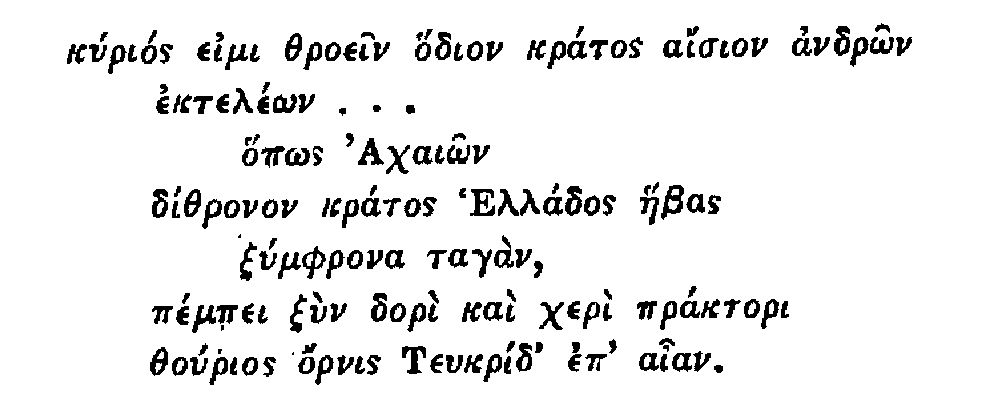 κύριός εἰμι θροεῖν ὅδιον κράτος αἴσιον ἀνδρῶν
ἐκτελέων . . .
ὅπως Ἀχαιῶν
δίθρονον κράτος Ἑλλάδος ἥβας
ξύμφρονα ταγὰν,
πέμπει ξὺν δορὶ καὶ χερὶ πράκτορι
θούριος ὄρνις Τευκρίδ’ ἐπ’ αἶαν.